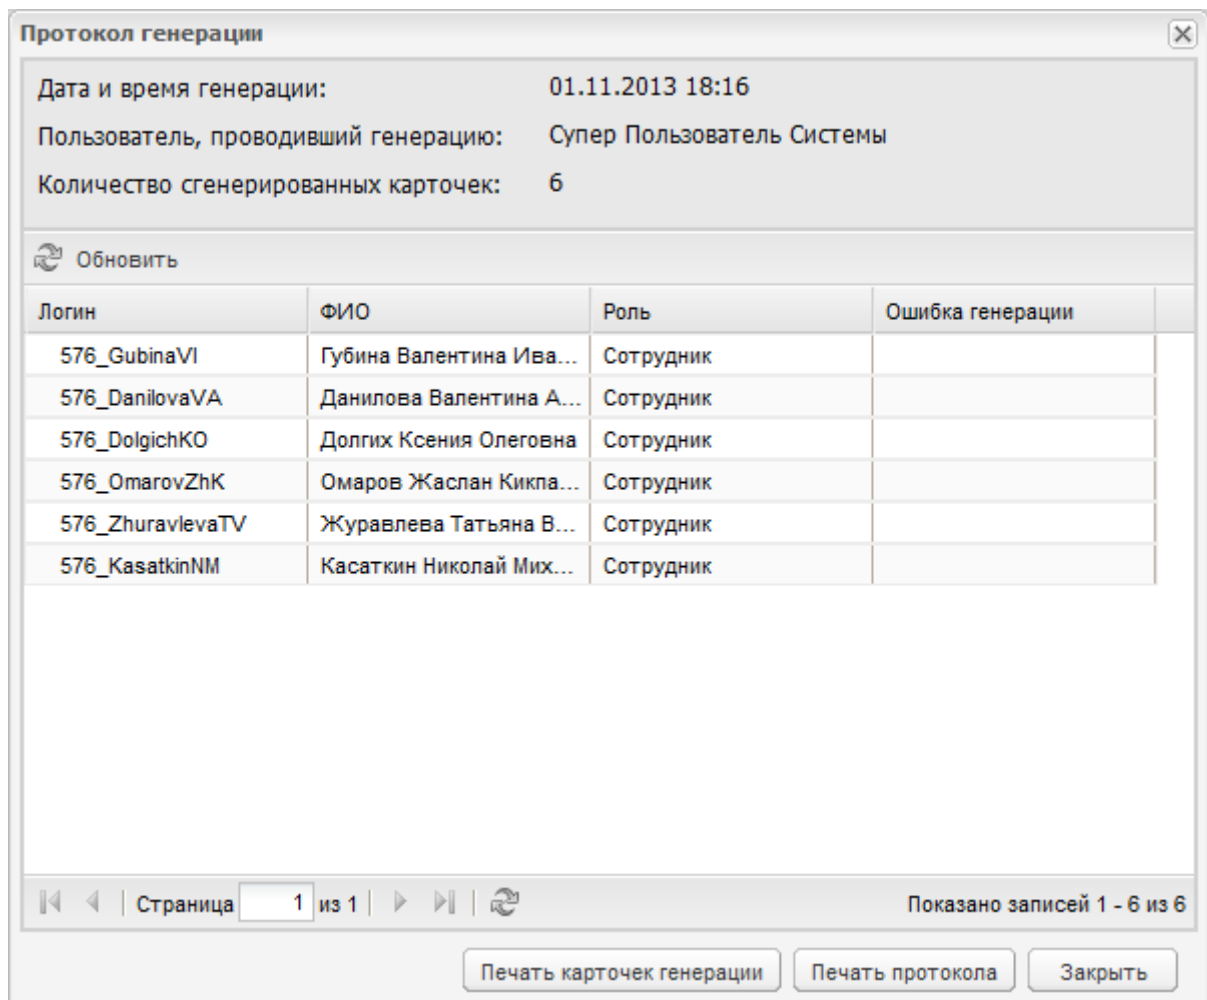 Протокол генерации
Дата и время генерации: 01.11.2013 18:16
Пользователь, проводивший генерацию: Супер Пользователь Системы
Количество сгенерированных карточек: 6
Обновить
Логин ФИО Роль Ошибка генерации
576_GubinaVI Губина Валентина Ива... Сотрудник
576_DanilovaVA Данилова Валентина А... Сотрудник
576_DolgichKO Долгих Ксения Олеговна Сотрудник
576_OmarovZhK Омаров Жаслан Кикпа... Сотрудник
576_ZhuravlevaTV Журавлева Татьяна В... Сотрудник
576_KasatkinNM Касаткин Николай Мих... Сотрудник
Страница 1 из 1 Показано записей 1 - 6 из 6
Печать карточек генерации Печать протокола Закрыть